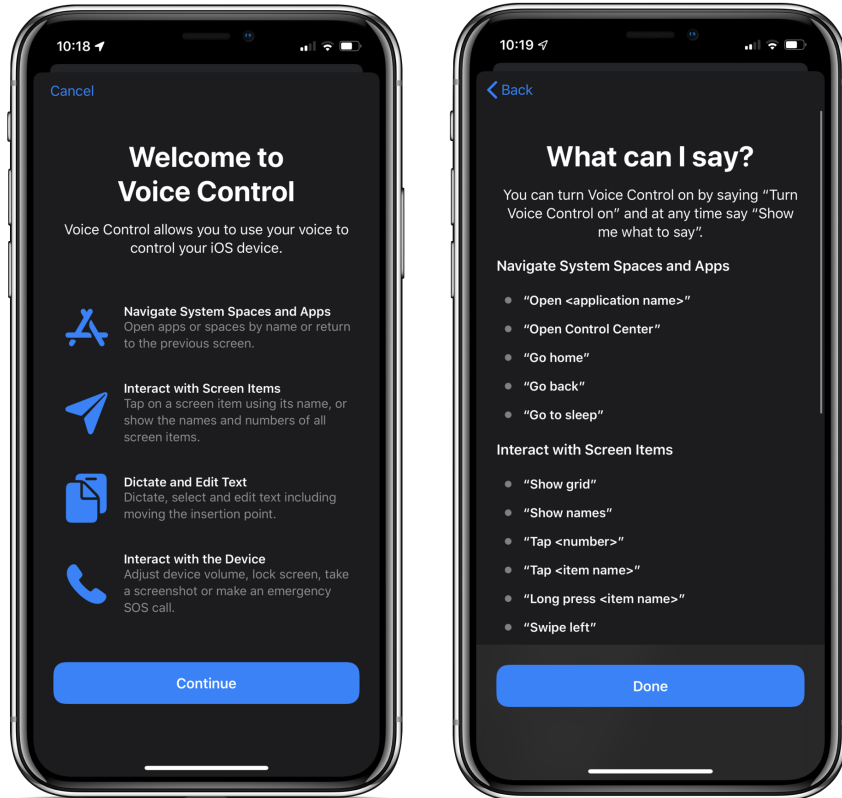 10:18
Cancel
Welcome to
Voice Control
Voice Control allows you to use your voice to
control your iOS device.
Navigate System Spaces and Apps
Open apps or spaces by name or return
to the previous screen.
Interact with Screen Items
Tap on a screen item using its name, or
show the names and numbers of all
screen items.
Dictate and Edit Text
Dictate, select and edit text including
moving the insertion point.
Interact with the Device
Adjust device volume, lock screen, take
a screenshot or make an emergency
SOS call.
Continue
10:19
Back
What can I say?
You can turn Voice Control on by saying “Turn
Voice Control on” and at any time say “Show
me what to say”.
Navigate System Spaces and Apps
“Open <application name>”
“Open Control Center”
“Go home”
“Go back”
“Go to sleep”
Interact with Screen Items
“Show grid”
“Show names”
“Tap <number>”
“Tap <item name>”
“Long press <item name>”
“Swipe left”
Done